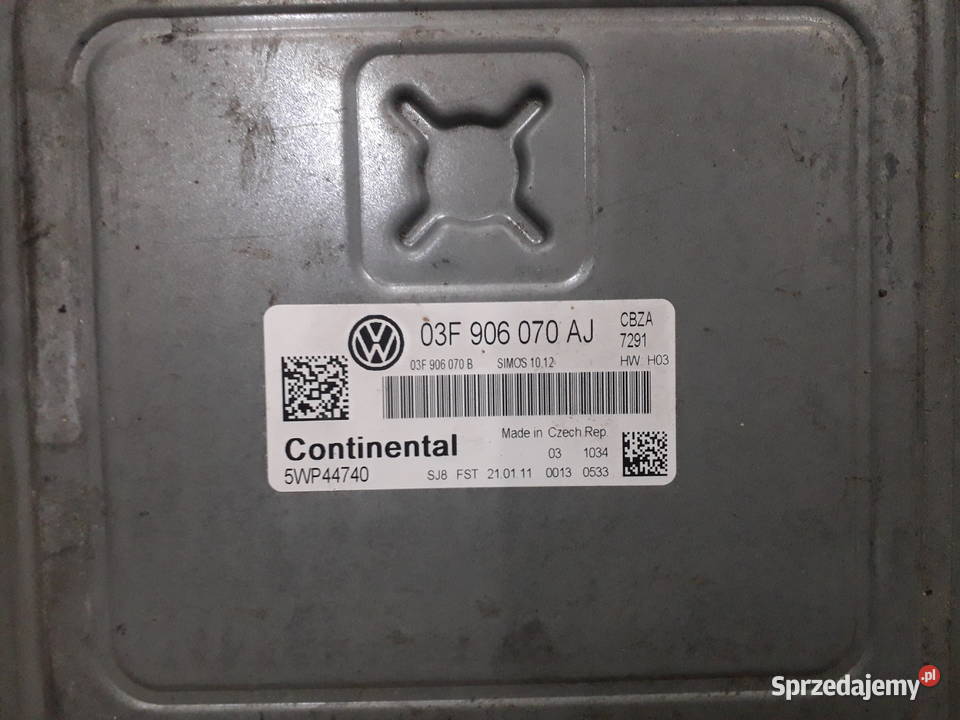 VW
03F 906 070 AJ
CBZA
7291
03F 906 070 B SIMOS 10.12
HW H03
Continental
Made in Czech Rep.
03 1034
5WP44740
SJ8 FST 21.01.11 0013 0533
Sprzedajemy.pl